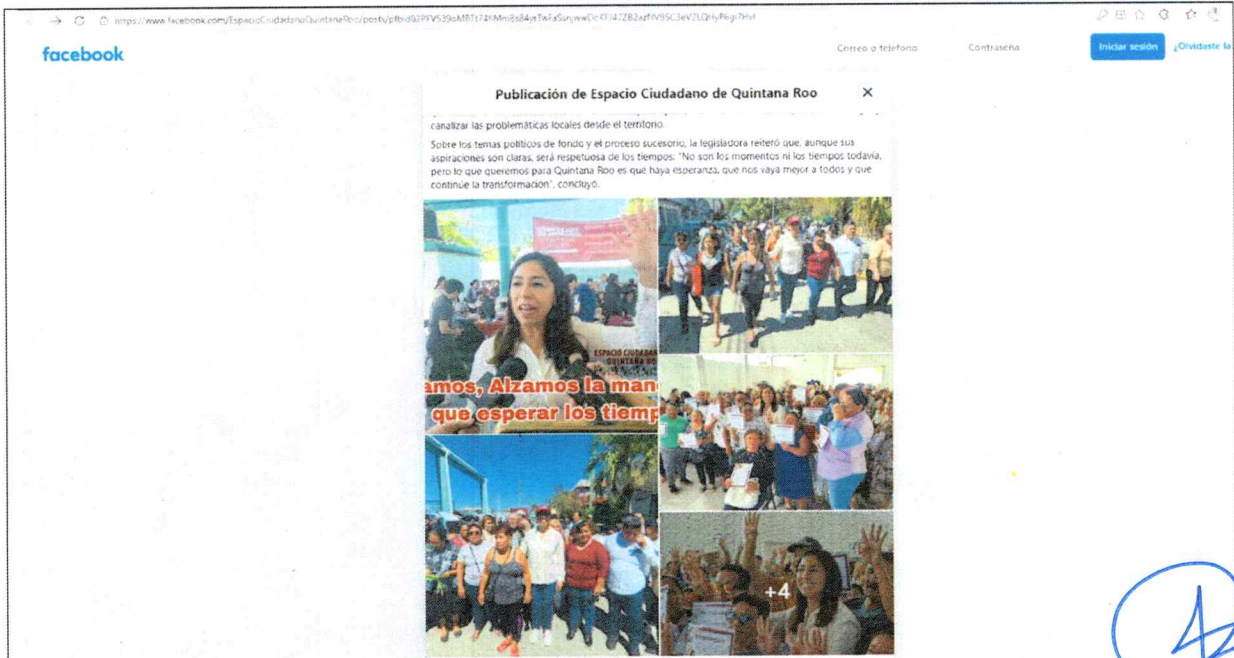 facebook
Correo o teléfono
Contraseña
Iniciar sesión
¿Olvidaste la
Publicación de Espacio Ciudadano de Quintana Roo
canalizar las problemáticas locales desde el territorio.
Sobre los temas políticos de fondo y el proceso sucesorio, la legisladora reiteró que, aunque sus
aspiraciones son claras, será respetuosa de los tiempos: "No son los momentos ni los tiempos todavía,
pero lo que queremos para Quintana Roo es que haya esperanza, que nos vaya mejor a todos y que
continúe la transformación", concluyó.
ESPACIO CIUDADAN
QUINTANA RO
amos, Alzamos la man
que esperar los tiemp
+4